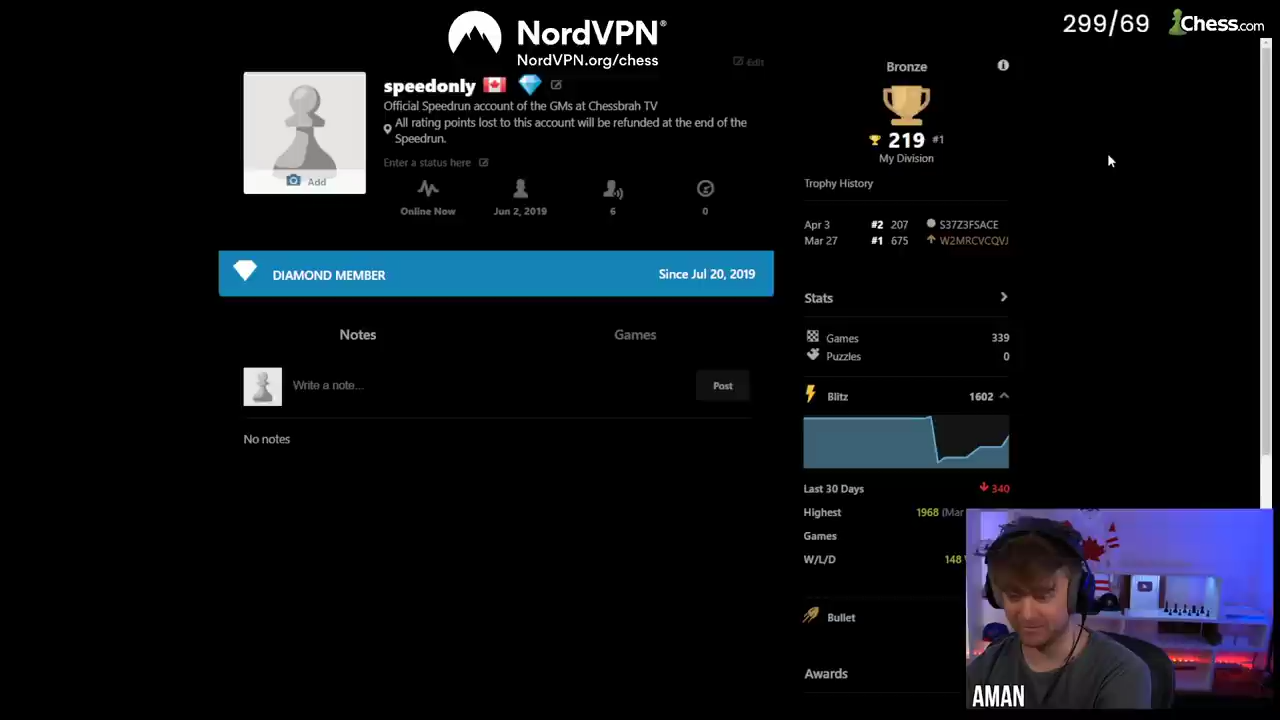 NordVPN®
NordVPN.org/chess
299/69
Chess.com
Edit
speedonly
Official Speedrun account of the GMs at Chessbrah TV
All rating points lost to this account will be refunded at the end of the
Speedrun.
Enter a status here
Add
Online Now
Jun 2, 2019
6
0
DIAMOND MEMBER
Since Jul 20, 2019
Notes
Games
Write a note...
Post
No notes
Bronze
219 #1
My Division
Trophy History
Apr 3 #2 207 S37Z3FSACE
Mar 27 #1 675 W2MRCVCQVJ
Stats
Games 339
Puzzles 0
Blitz 1602
Last 30 Days 340
Highest 1968 (Mar
Games
W/L/D 148
Bullet
Awards
AMAN